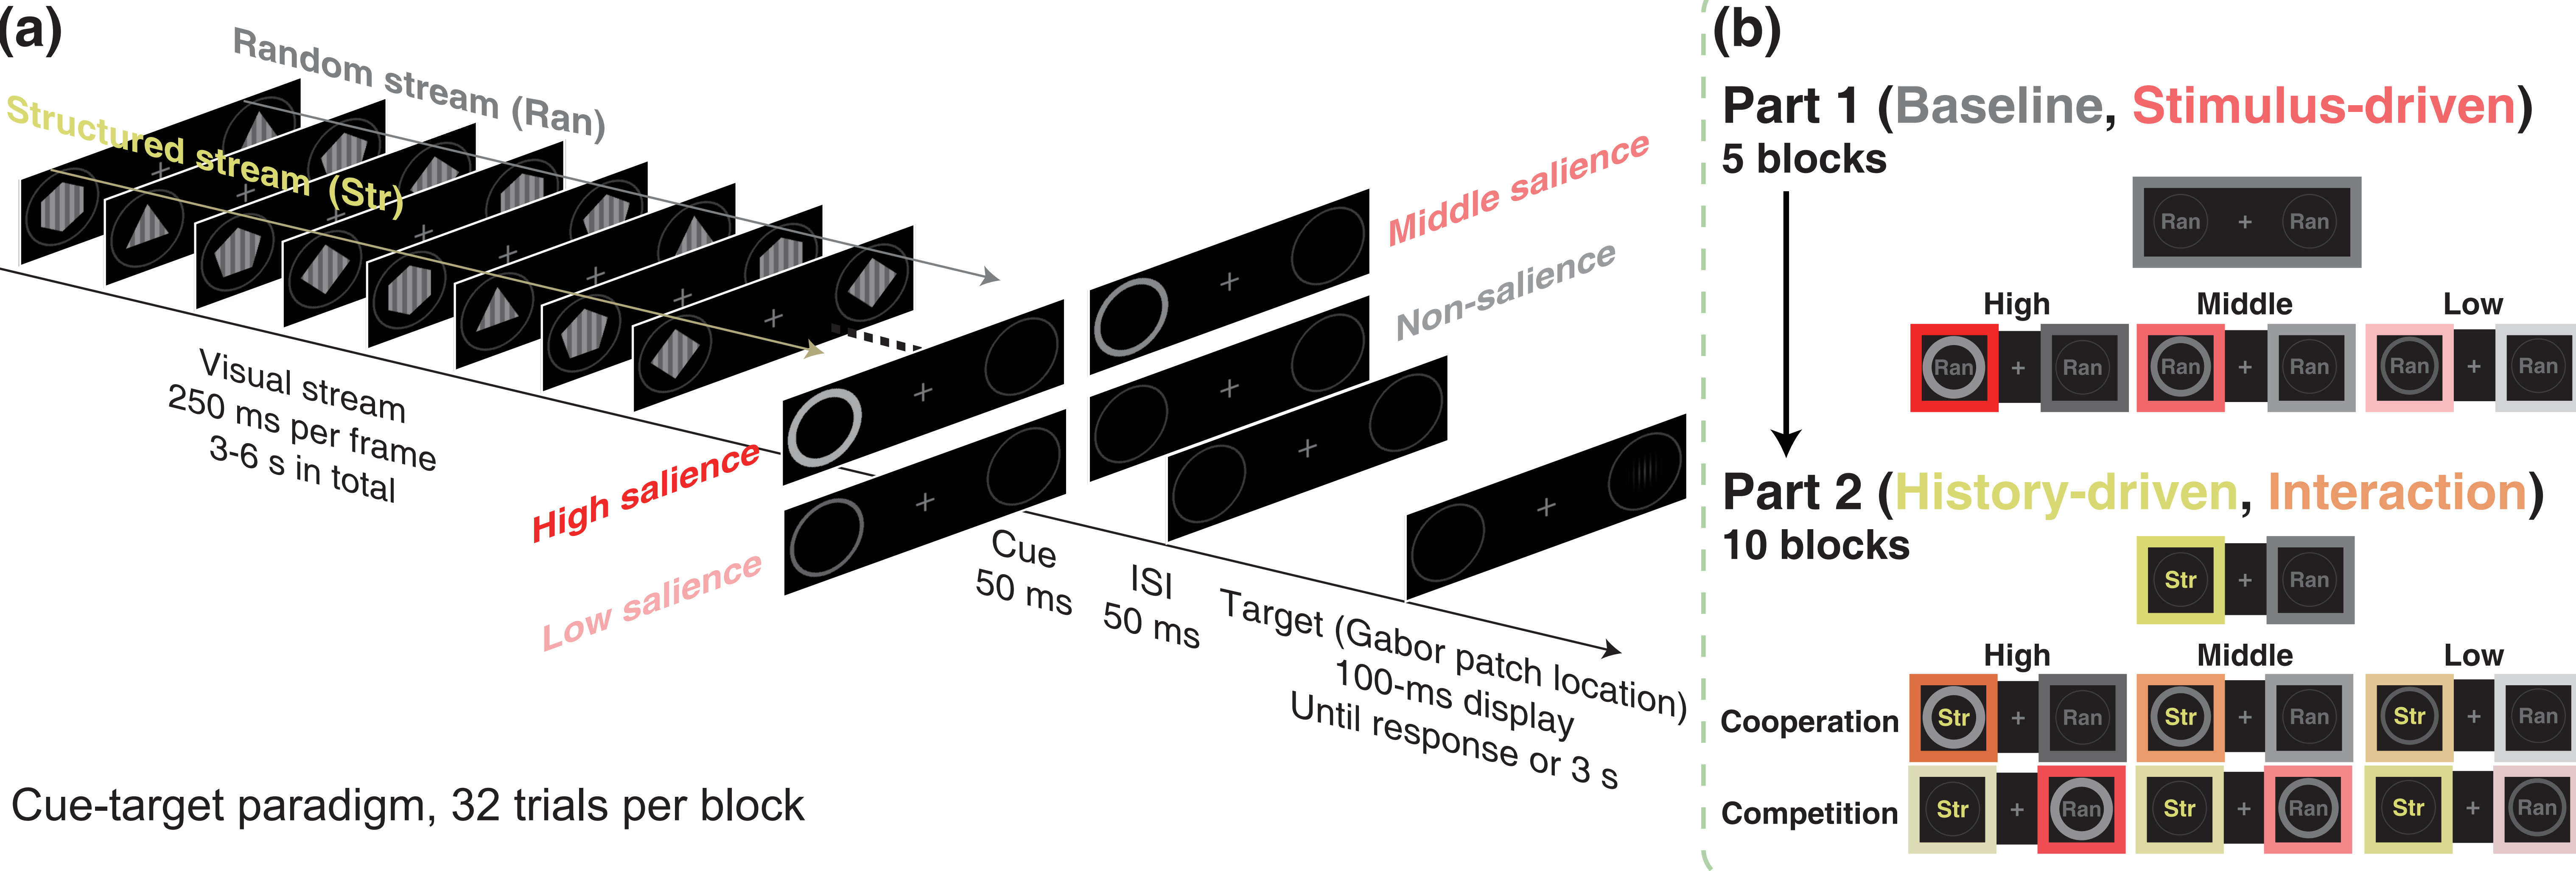 (a)
Random stream (Ran)
Structured stream (Str)
Visual stream
250 ms per frame
3-6 s in total
High salience
Low salience
Middle salience
Non-salience
Cue
50 ms
ISI
50 ms
Target (Gabor patch location)
100-ms display
Until response or 3 s
Cue-target paradigm, 32 trials per block
(b)
Part 1 (Baseline, Stimulus-driven)
5 blocks
Ran + Ran
High Middle Low
Ran + Ran Ran + Ran Ran + Ran
Part 2 (History-driven, Interaction)
10 blocks
Str + Ran
High Middle Low
Cooperation Str + Ran Str + Ran Str + Ran
Competition Str + Ran Str + Ran Str + Ran